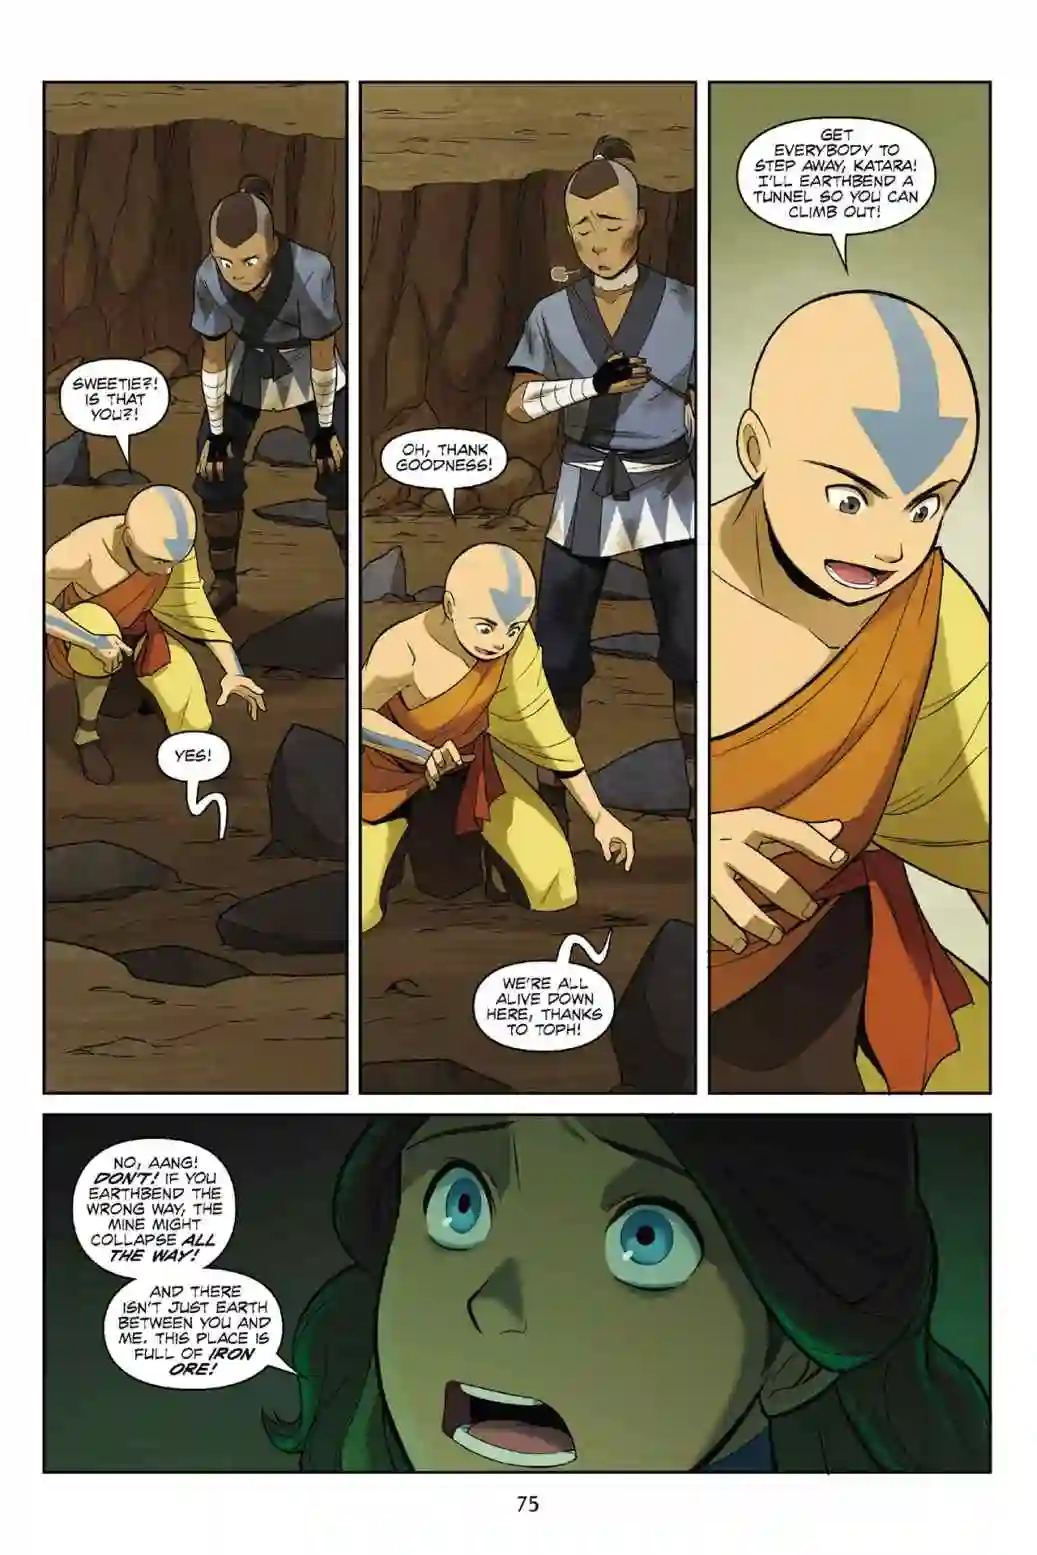 SWEETIE?!
IS THAT
YOU?!
YES!
OH, THANK
GOODNESS!
WE'RE ALL
ALIVE DOWN
HERE, THANKS
TO TOPH!
GET
EVERYBODY TO
STEP AWAY, KATARA!
I'LL EARTHBEND A
TUNNEL SO YOU CAN
CLIMB OUT!
NO, AANG!
DON'T! IF YOU
EARTHBEND THE
WRONG WAY, THE
MINE MIGHT
COLLAPSE ALL
THE WAY!
AND THERE
ISN'T JUST EARTH
BETWEEN YOU AND
ME. THIS PLACE IS
FULL OF IRON
ORE!
75